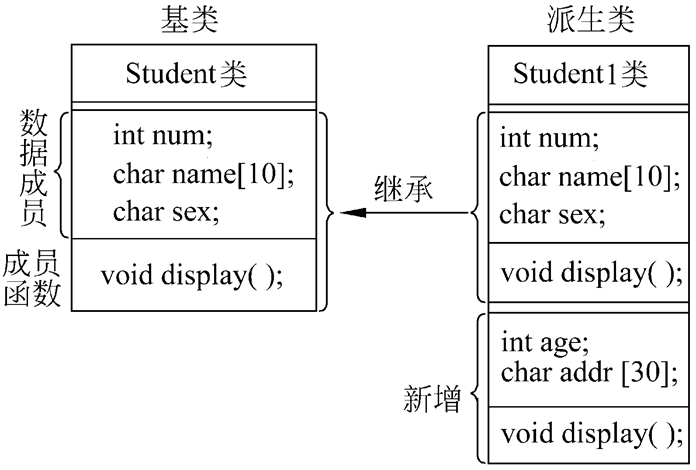 基类
Student类
数据成员
int num;
char name[10];
char sex;
成员
函数
void display( );
继承
派生类
Student1类
int num;
char name[10];
char sex;
void display( );
新增
int age;
char addr [30];
void display( );